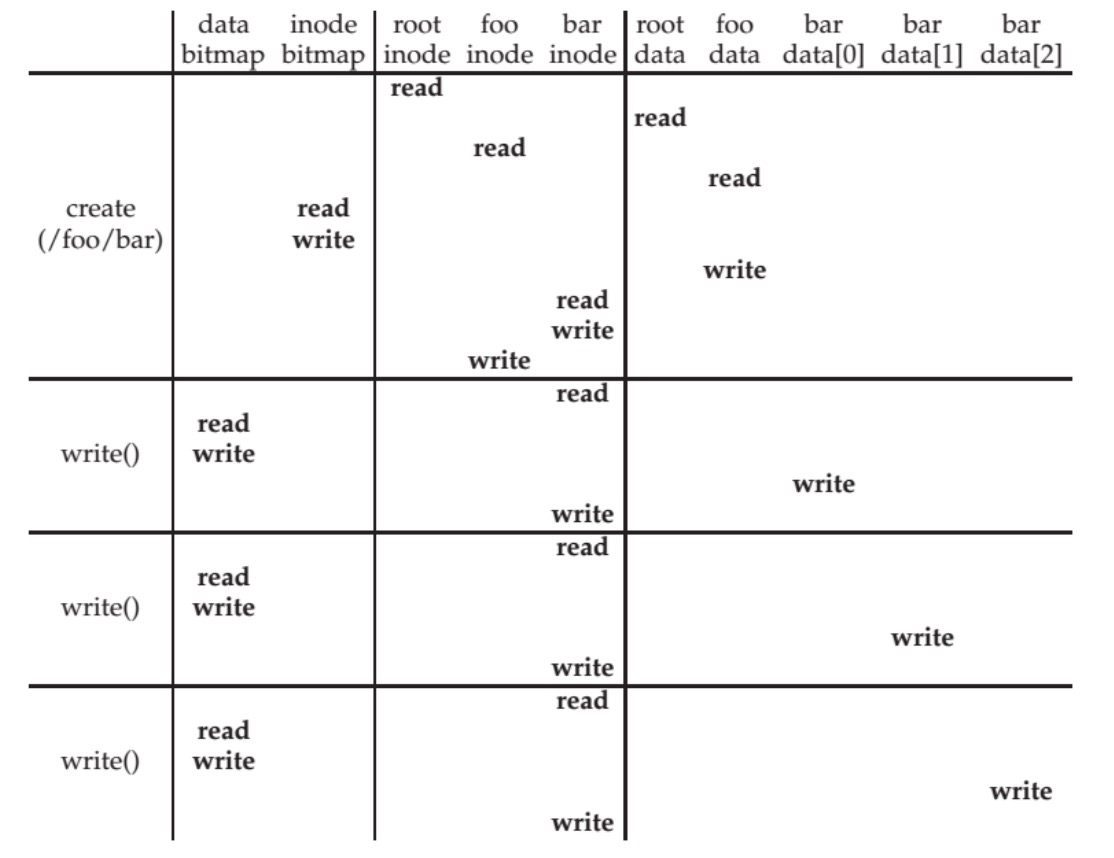 data inode root foo bar root foo bar bar bar
bitmap bitmap inode inode inode data data data[0] data[1] data[2]
read
read
read
read
create read
(/foo/bar) write
write
read
write
write
read
read
write() write
write
write
read
read
write() write
write
write
read
read
write() write
write
write